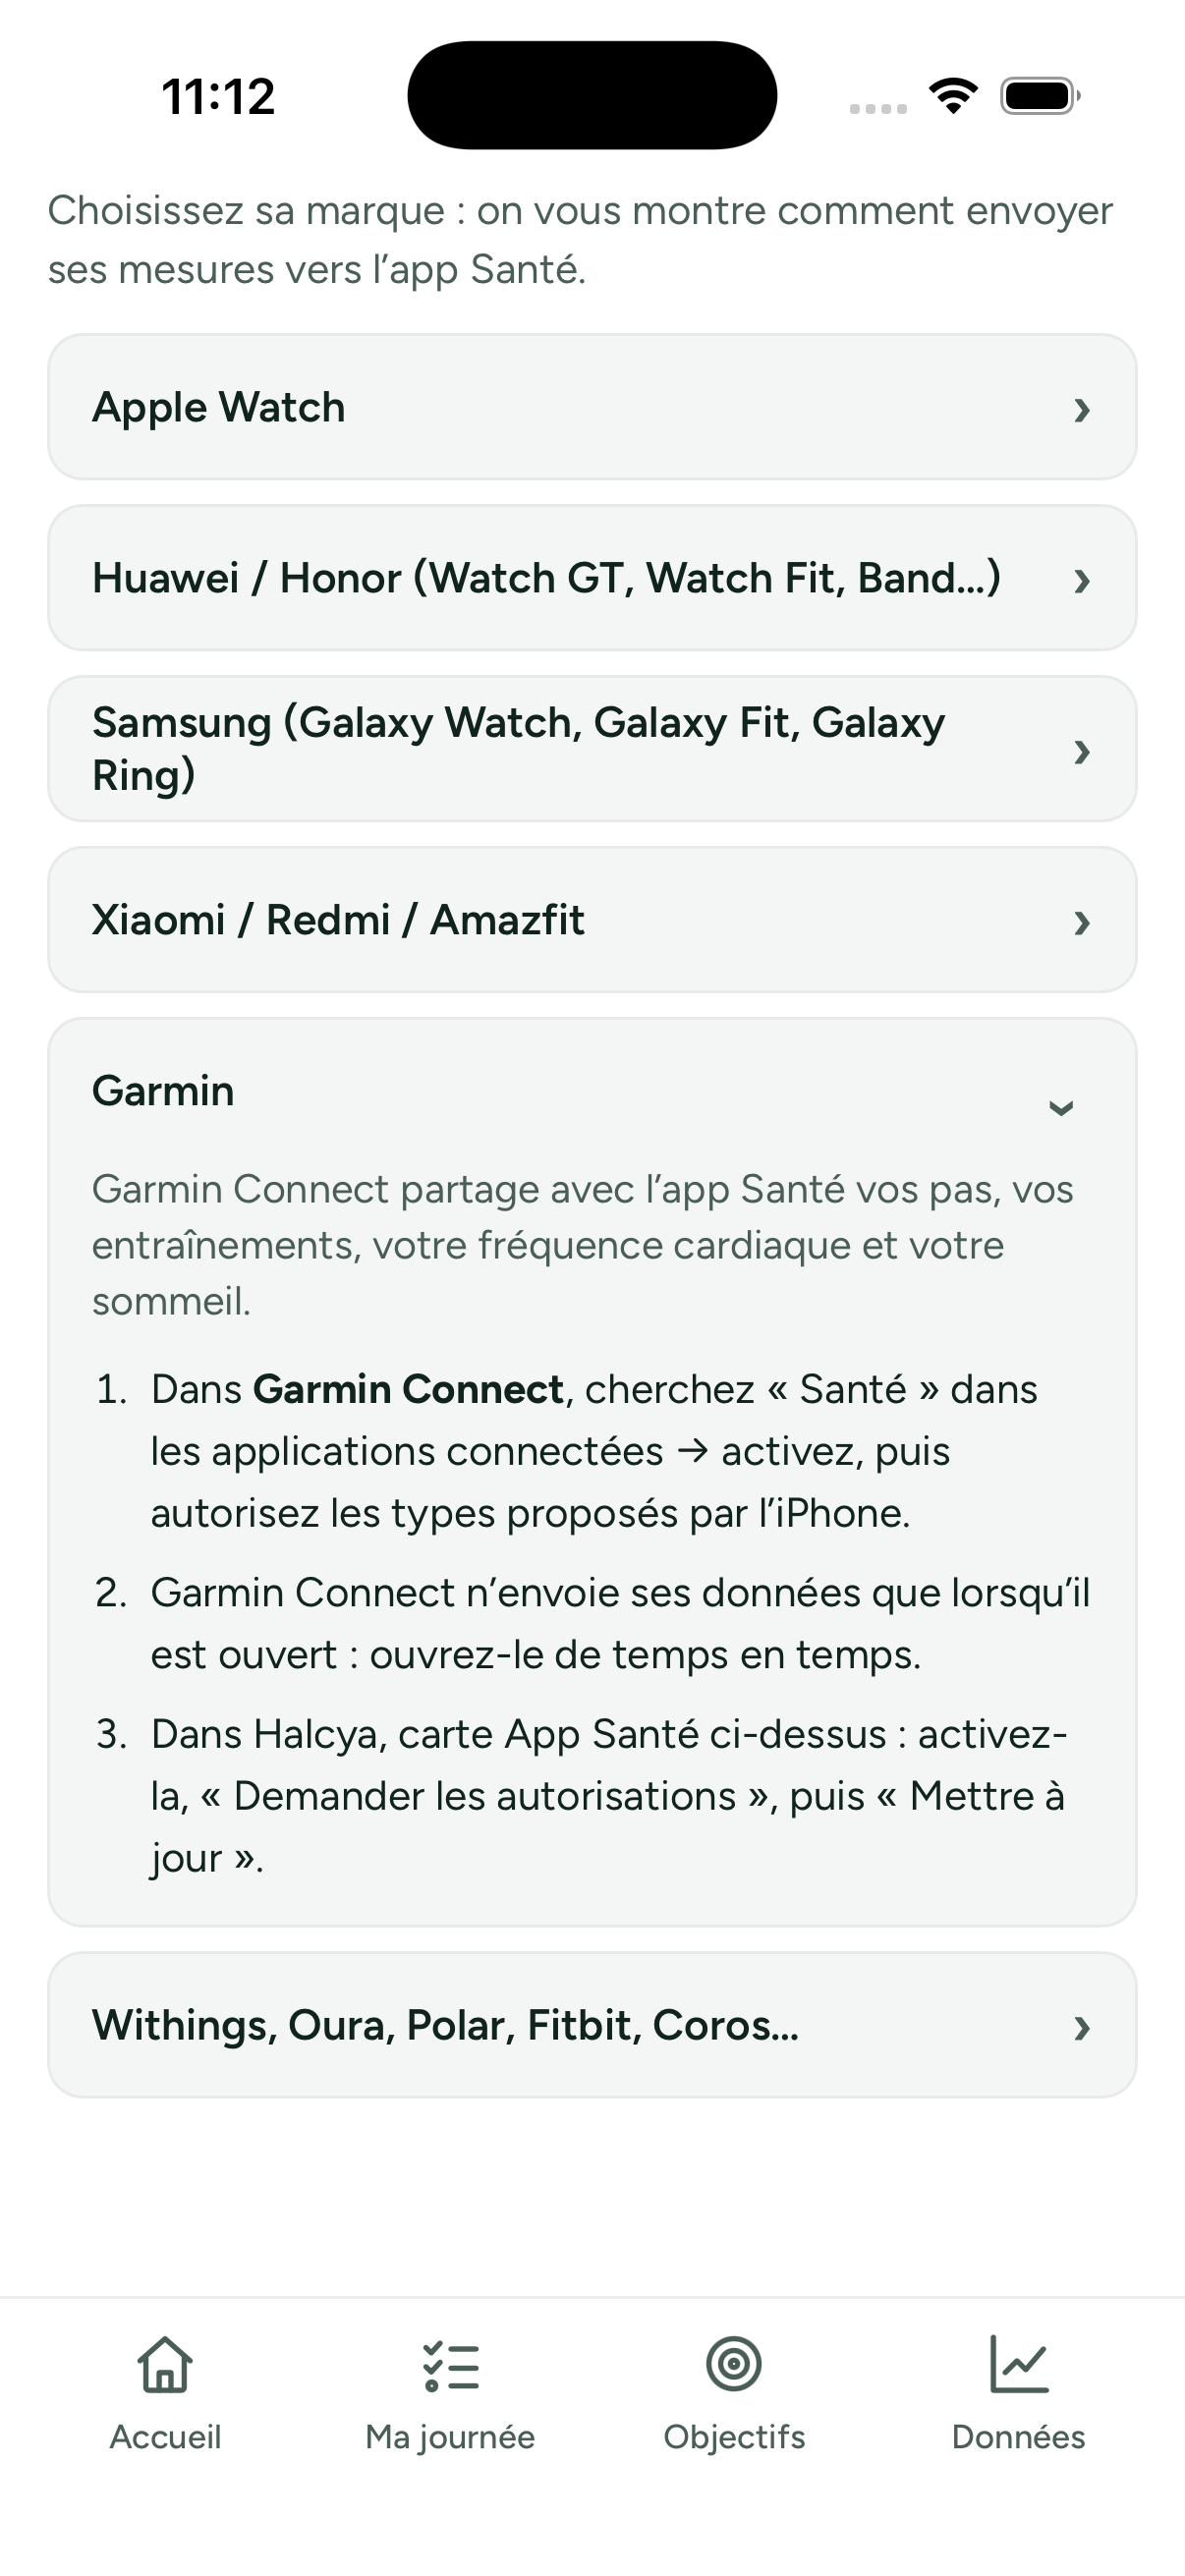 11:12
Choisissez sa marque : on vous montre comment envoyer
ses mesures vers l’app Santé.
Apple Watch
Huawei / Honor (Watch GT, Watch Fit, Band…)
Samsung (Galaxy Watch, Galaxy Fit, Galaxy
Ring)
Xiaomi / Redmi / Amazfit
Garmin
Garmin Connect partage avec l’app Santé vos pas, vos
entraînements, votre fréquence cardiaque et votre
sommeil.
1. Dans Garmin Connect, cherchez « Santé » dans
les applications connectées → activez, puis
autorisez les types proposés par l’iPhone.
2. Garmin Connect n’envoie ses données que lorsqu’il
est ouvert : ouvrez-le de temps en temps.
3. Dans Halcya, carte App Santé ci-dessus : activez-
la, « Demander les autorisations », puis « Mettre à
jour ».
Withings, Oura, Polar, Fitbit, Coros…
Accueil
Ma journée
Objectifs
Données